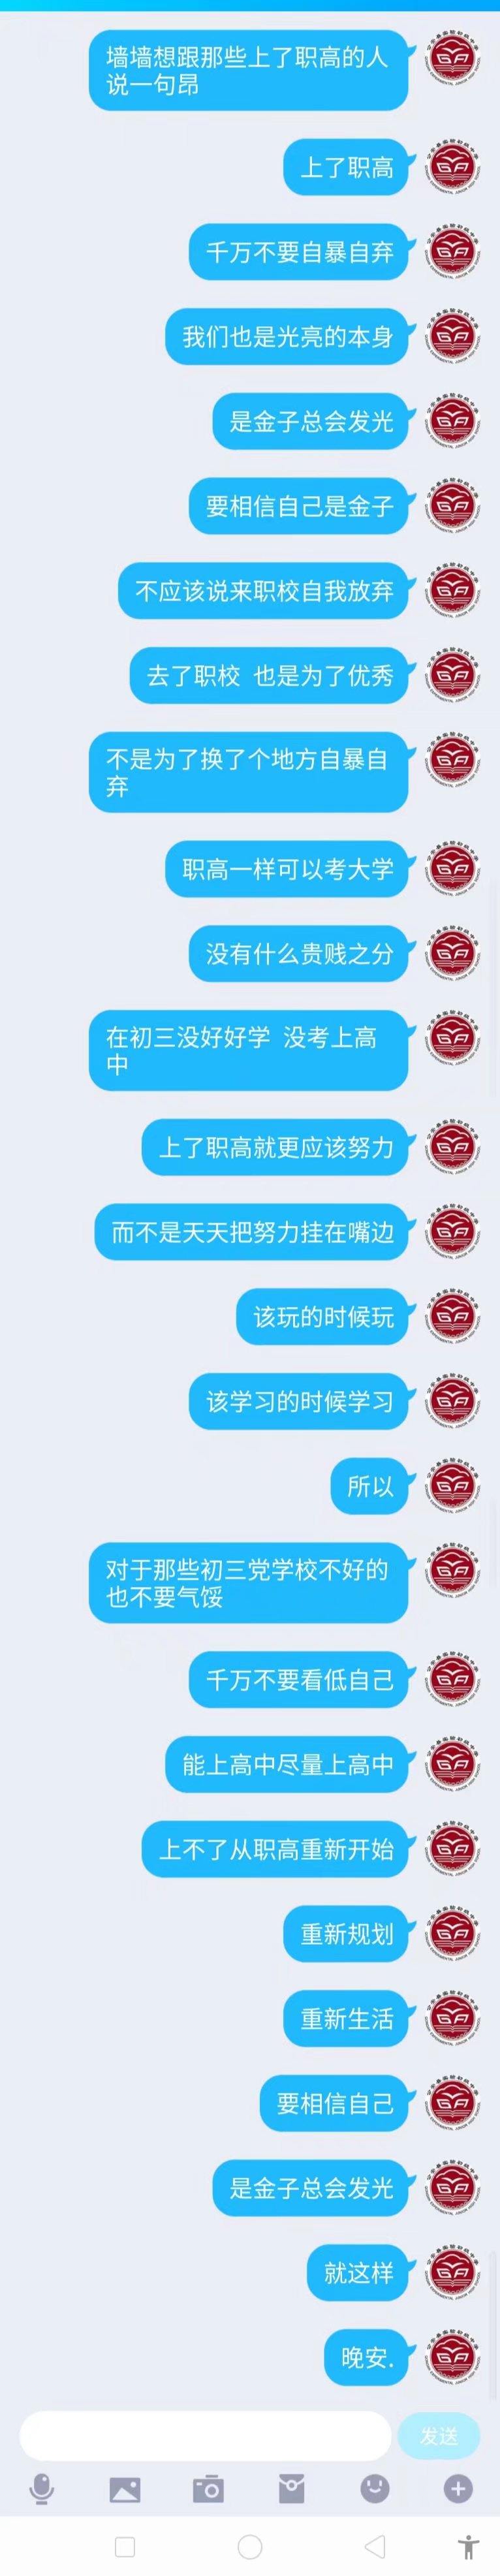 墙墙想跟那些上了职高的人
说一句昂
上了职高
千万不要自暴自弃
我们也是光亮的本身
是金子总会发光
要相信自己是金子
不应该说来职校自我放弃
去了职校 也是为了优秀
不是为了换了个地方自暴自
弃
职高一样可以考大学
没有什么贵贱之分
在初三没好好学 没考上高
中
上了职高就更应该努力
而不是天天把努力挂在嘴边
该玩的时候玩
该学习的时候学习
所以
对于那些初三党学校不好的
也不要气馁
千万不要看低自己
能上高中尽量上高中
上不了从职高重新开始
重新规划
重新生活
要相信自己
是金子总会发光
就这样
晚安.
发送